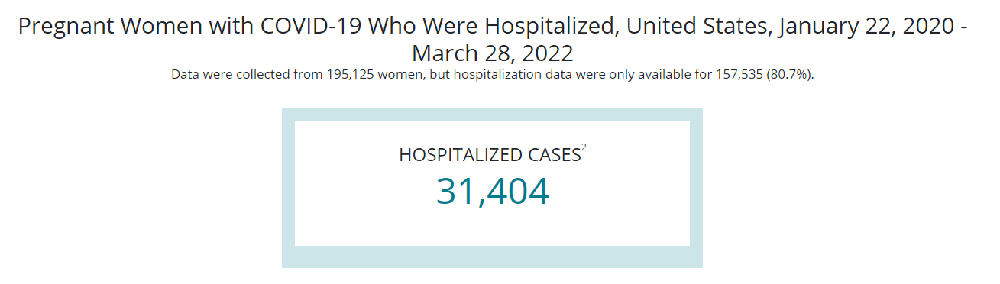 Pregnant Women with COVID-19 Who Were Hospitalized, United States, January 22, 2020 -
March 28, 2022
Data were collected from 195,125 women, but hospitalization data were only available for 157,535 (80.7%).
HOSPITALIZED CASES²
31,404